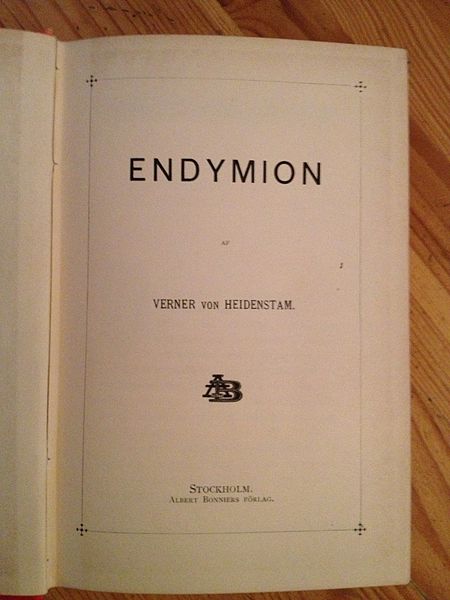 ENDYMION
AF
VERNER VON HEIDENSTAM.
AB
STOCKHOLM.
ALBERT BONNIERS FÖRLAG.